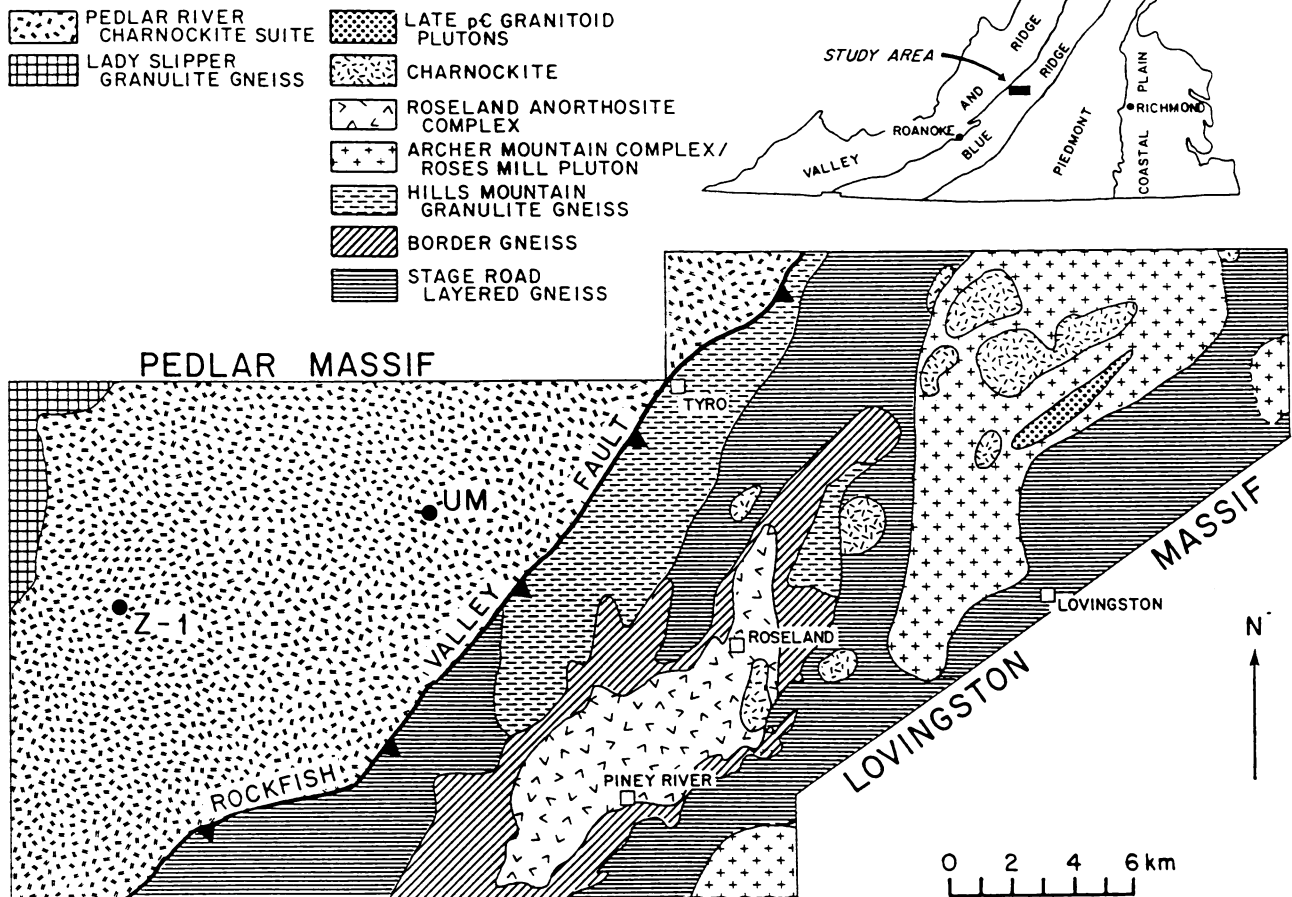 PEDLAR RIVER
CHARNOCKITE SUITE
LADY SLIPPER
GRANULITE GNEISS
LATE p€ GRANITOID
PLUTONS
CHARNOCKITE
ROSELAND ANORTHOSITE
COMPLEX
ARCHER MOUNTAIN COMPLEX/
ROSES MILL PLUTON
HILLS MOUNTAIN
GRANULITE GNEISS
BORDER GNEISS
STAGE ROAD
LAYERED GNEISS
STUDY AREA
VALLEY AND RIDGE
BLUE RIDGE
PIEDMONT
COASTAL PLAIN
ROANOKE
RICHMOND
PEDLAR MASSIF
TYRO
UM
Z-1
ROCKFISH VALLEY FAULT
ROSELAND
PINEY RIVER
LOVINGSTON
LOVINGSTON MASSIF
N
0 2 4 6 km